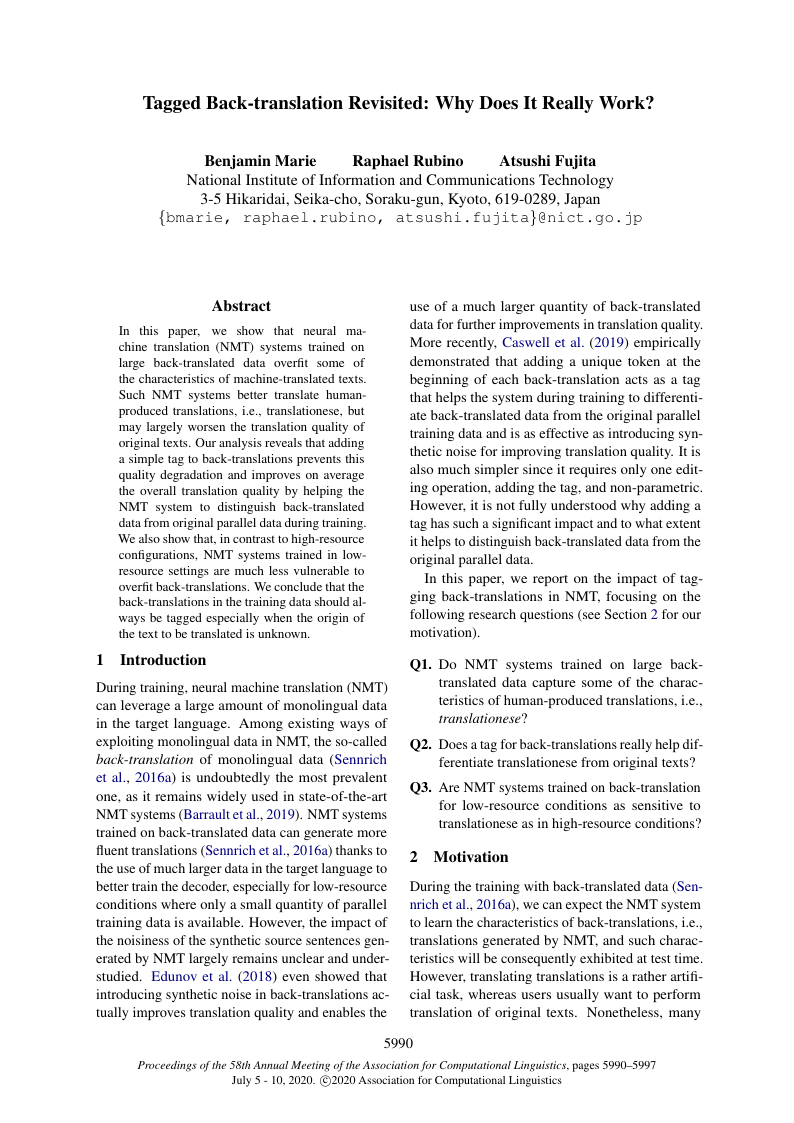 Tagged Back-translation Revisited: Why Does It Really Work?
Benjamin Marie Raphael Rubino Atsushi Fujita
National Institute of Information and Communications Technology
3-5 Hikaridai, Seika-cho, Soraku-gun, Kyoto, 619-0289, Japan
{bmarie, raphael.rubino, atsushi.fujita}@nict.go.jp
Abstract
In this paper, we show that neural ma-
chine translation (NMT) systems trained on
large back-translated data overfit some of
the characteristics of machine-translated texts.
Such NMT systems better translate human-
produced translations, i.e., translationese, but
may largely worsen the translation quality of
original texts. Our analysis reveals that adding
a simple tag to back-translations prevents this
quality degradation and improves on average
the overall translation quality by helping the
NMT system to distinguish back-translated
data from original parallel data during training.
We also show that, in contrast to high-resource
configurations, NMT systems trained in low-
resource settings are much less vulnerable to
overfit back-translations. We conclude that the
back-translations in the training data should al-
ways be tagged especially when the origin of
the text to be translated is unknown.
1 Introduction
During training, neural machine translation (NMT)
can leverage a large amount of monolingual data
in the target language. Among existing ways of
exploiting monolingual data in NMT, the so-called
back-translation of monolingual data (Sennrich
et al., 2016a) is undoubtedly the most prevalent
one, as it remains widely used in state-of-the-art
NMT systems (Barrault et al., 2019). NMT systems
trained on back-translated data can generate more
fluent translations (Sennrich et al., 2016a) thanks to
the use of much larger data in the target language to
better train the decoder, especially for low-resource
conditions where only a small quantity of parallel
training data is available. However, the impact of
the noisiness of the synthetic source sentences gen-
erated by NMT largely remains unclear and under-
studied. Edunov et al. (2018) even showed that
introducing synthetic noise in back-translations ac-
tually improves translation quality and enables the
use of a much larger quantity of back-translated
data for further improvements in translation quality.
More recently, Caswell et al. (2019) empirically
demonstrated that adding a unique token at the
beginning of each back-translation acts as a tag
that helps the system during training to differenti-
ate back-translated data from the original parallel
training data and is as effective as introducing syn-
thetic noise for improving translation quality. It is
also much simpler since it requires only one edit-
ing operation, adding the tag, and non-parametric.
However, it is not fully understood why adding a
tag has such a significant impact and to what extent
it helps to distinguish back-translated data from the
original parallel data.
In this paper, we report on the impact of tag-
ging back-translations in NMT, focusing on the
following research questions (see Section 2 for our
motivation).
Q1. Do NMT systems trained on large back-
translated data capture some of the charac-
teristics of human-produced translations, i.e.,
translationese?
Q2. Does a tag for back-translations really help dif-
ferentiate translationese from original texts?
Q3. Are NMT systems trained on back-translation
for low-resource conditions as sensitive to
translationese as in high-resource conditions?
2 Motivation
During the training with back-translated data (Sen-
nrich et al., 2016a), we can expect the NMT system
to learn the characteristics of back-translations, i.e.,
translations generated by NMT, and such charac-
teristics will be consequently exhibited at test time.
However, translating translations is a rather artifi-
cial task, whereas users usually want to perform
translation of original texts. Nonetheless, many
5990
Proceedings of the 58th Annual Meeting of the Association for Computational Linguistics, pages 5990–5997
July 5 - 10, 2020. ©2020 Association for Computational Linguistics